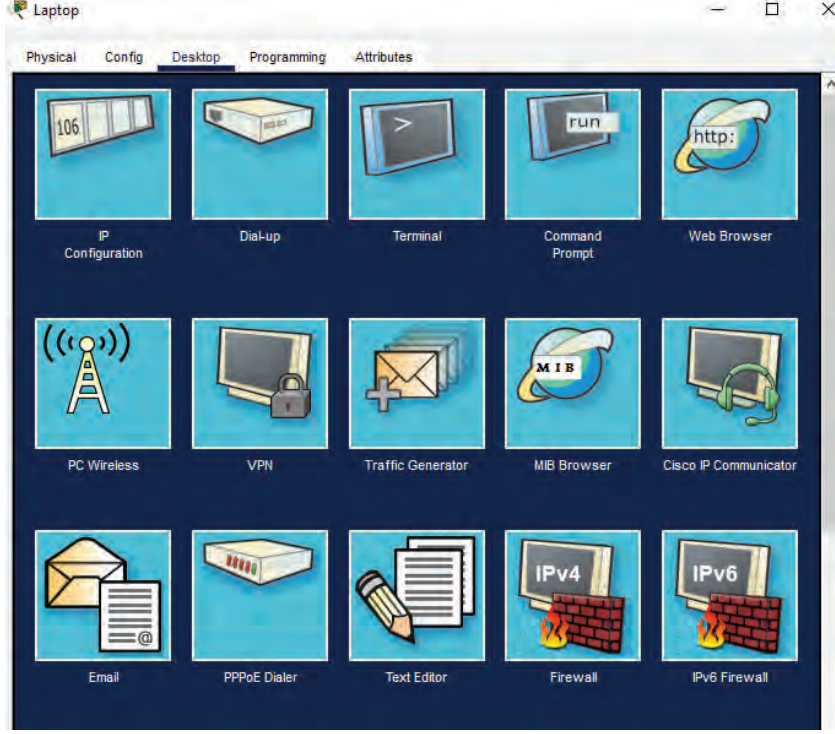 Laptop
Physical Config Desktop Programming Attributes
106
>
run
http:
IP
Configuration
Dial-up
Terminal
Command
Prompt
Web Browser
MIB
PC Wireless
VPN
Traffic Generator
MIB Browser
Cisco IP Communicator
@
IPv4
IPv6
Email
PPPoE Dialer
Text Editor
Firewall
IPv6 Firewall